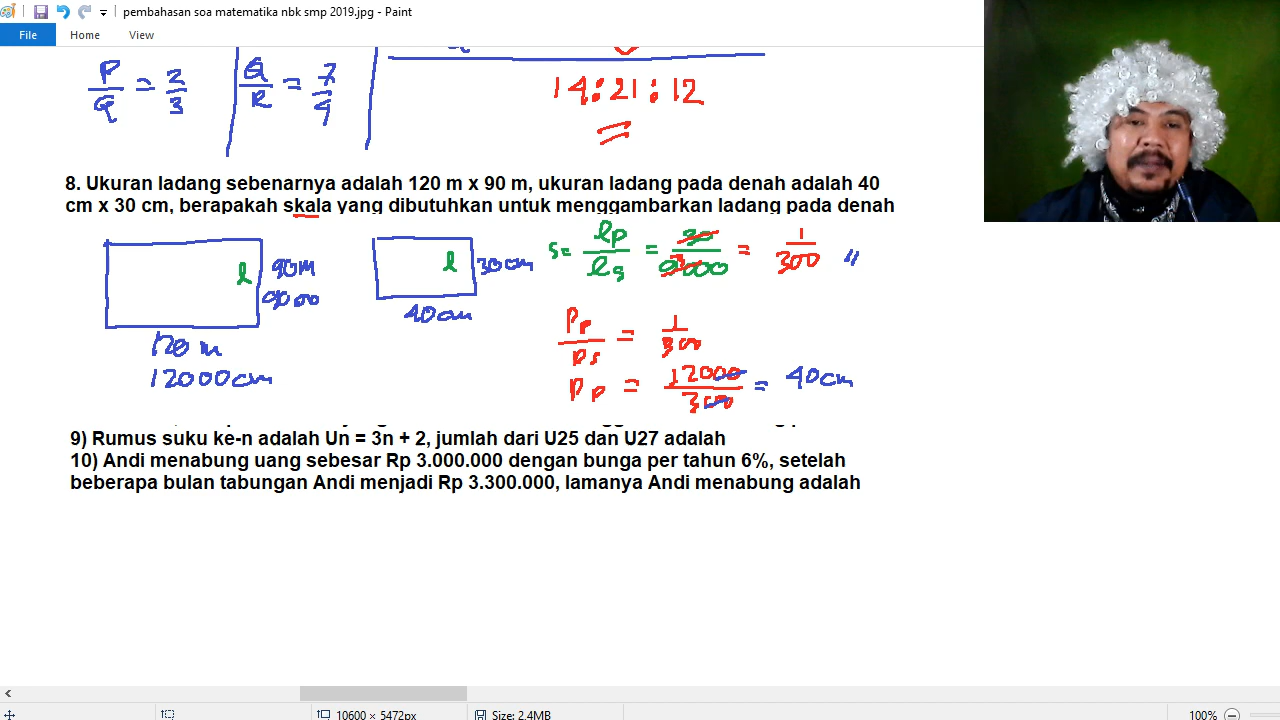 pembahasan soa matematika nbk smp 2019.jpg - Paint
File Home View
P/Q = 2/3 Q/R = 7/4
14:21:12
8. Ukuran ladang sebenarnya adalah 120 m x 90 m, ukuran ladang pada denah adalah 40
cm x 30 cm, berapakah skala yang dibutuhkan untuk menggambarkan ladang pada denah
l 90M l 30cm s = lp/ls = 30/9000 = 1/300 //
9000
120 m 40cm Pp/Ps = 1/300
12000cm Pp = 12000/300 = 40cm
9) Rumus suku ke-n adalah Un = 3n + 2, jumlah dari U25 dan U27 adalah
10) Andi menabung uang sebesar Rp 3.000.000 dengan bunga per tahun 6%, setelah
beberapa bulan tabungan Andi menjadi Rp 3.300.000, lamanya Andi menabung adalah
10600 × 5472px Size: 2.4MB 100%